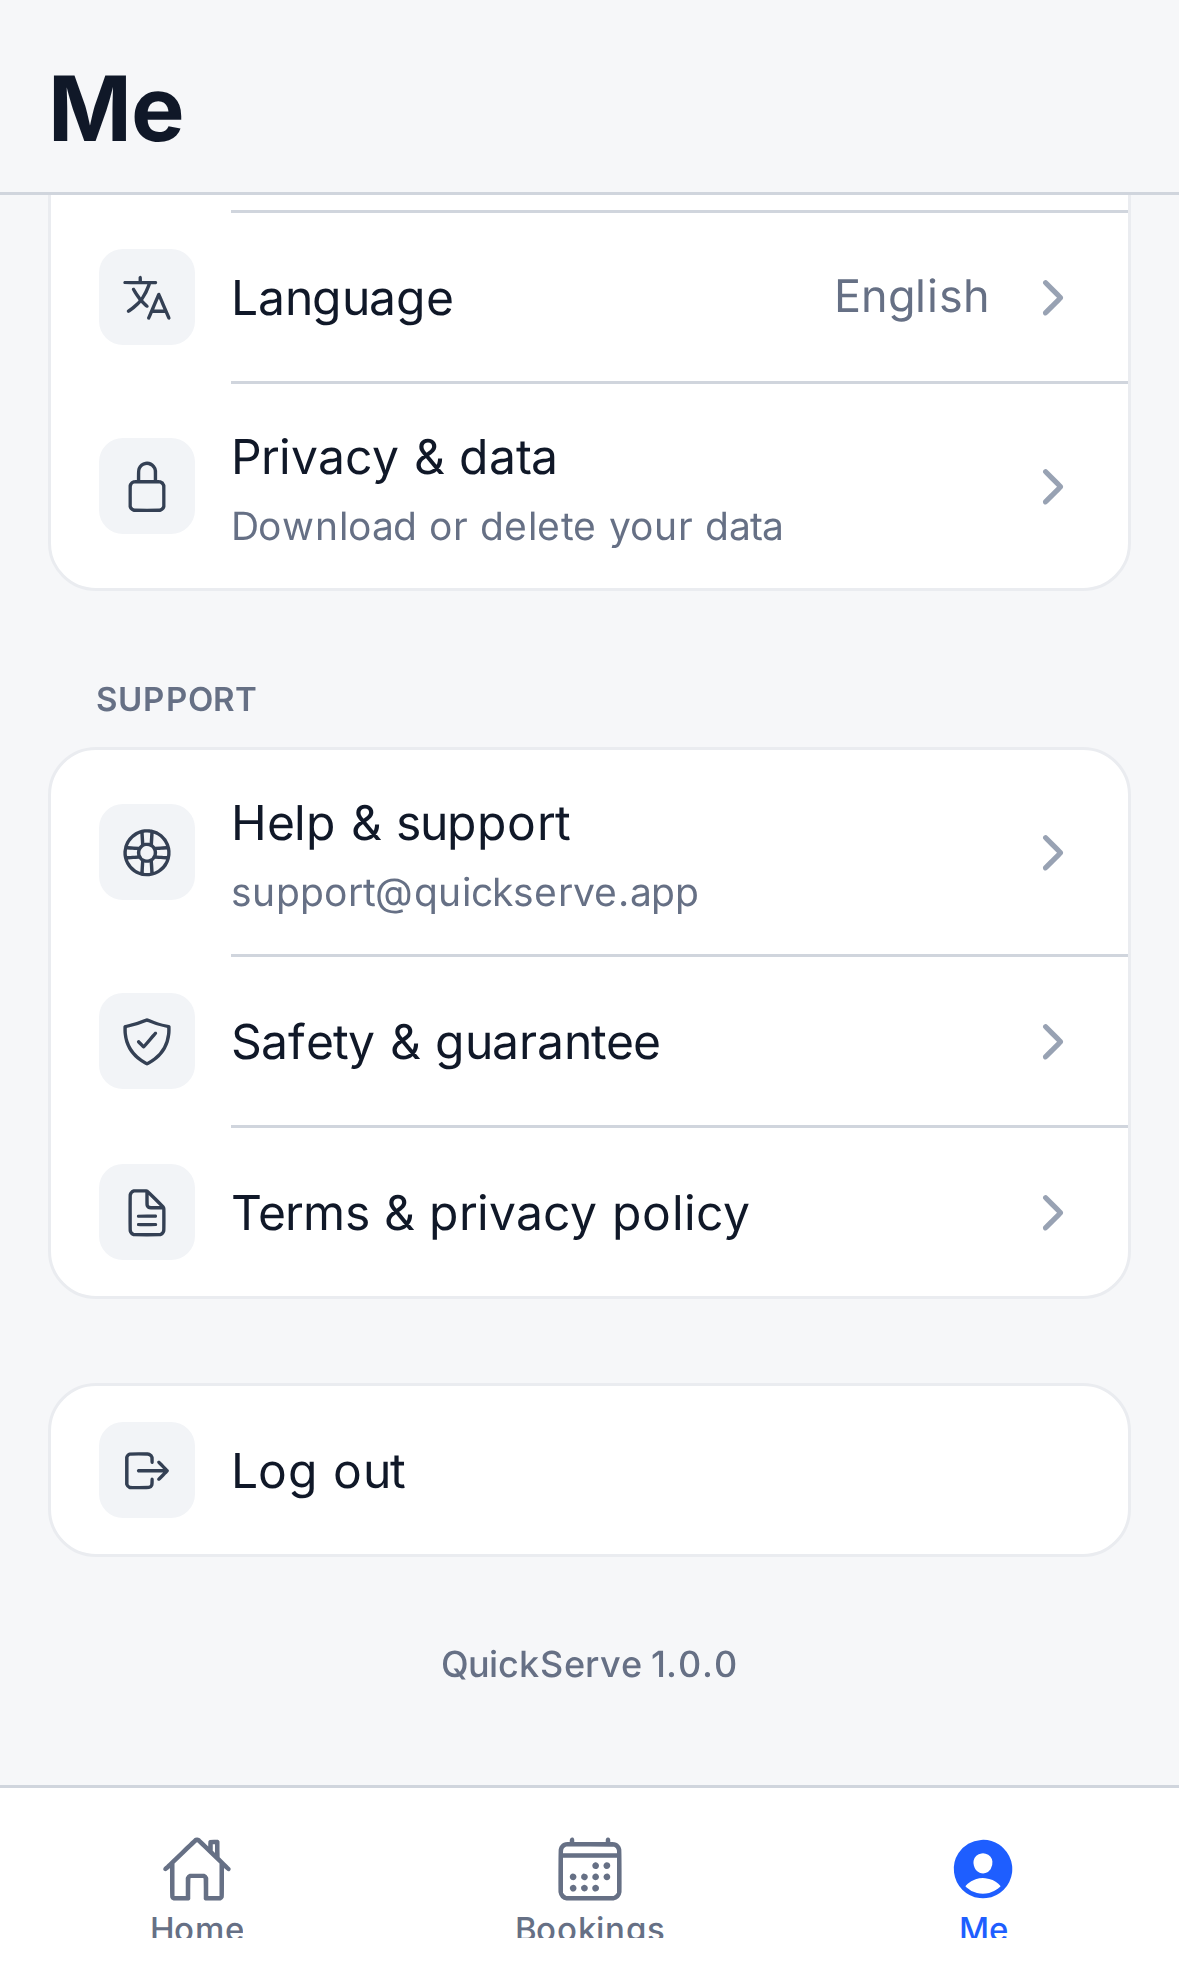 Me
Language
English
Privacy & data
Download or delete your data
SUPPORT
Help & support
support@quickserve.app
Safety & guarantee
Terms & privacy policy
Log out
QuickServe 1.0.0
Home
Bookings
Me